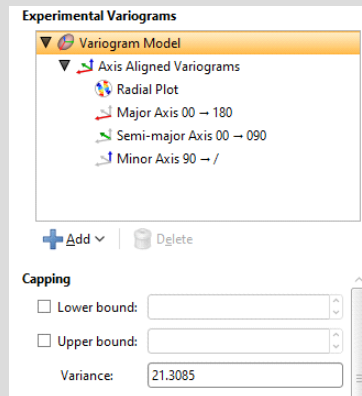 Experimental Variograms
Variogram Model
Axis Aligned Variograms
Radial Plot
Major Axis 00 → 180
Semi-major Axis 00 → 090
Minor Axis 90 → /
Add Delete
Capping
Lower bound:
Upper bound:
Variance: 21.3085